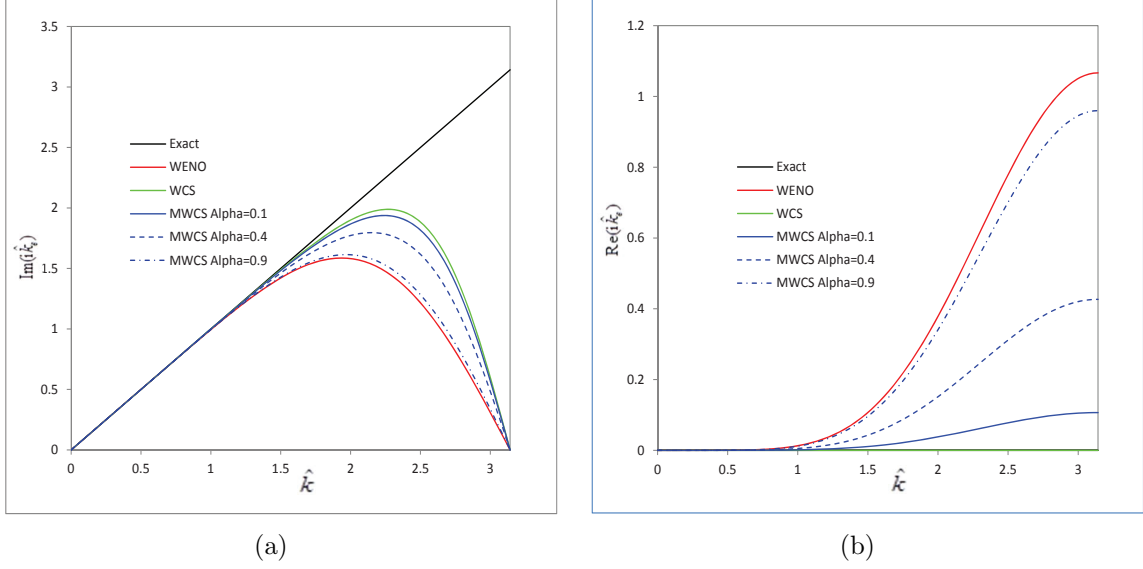 3.5
3
2.5
2
1.5
1
0.5
0
0 0.5 1 1.5 2 2.5 3
Im(ik̂ₑ)
k̂
Exact
WENO
WCS
MWCS Alpha=0.1
MWCS Alpha=0.4
MWCS Alpha=0.9
(a)
1.2
1
0.8
0.6
0.4
0.2
0
0 0.5 1 1.5 2 2.5 3
Re(ik̂ₑ)
k̂
Exact
WENO
WCS
MWCS Alpha=0.1
MWCS Alpha=0.4
MWCS Alpha=0.9
(b)